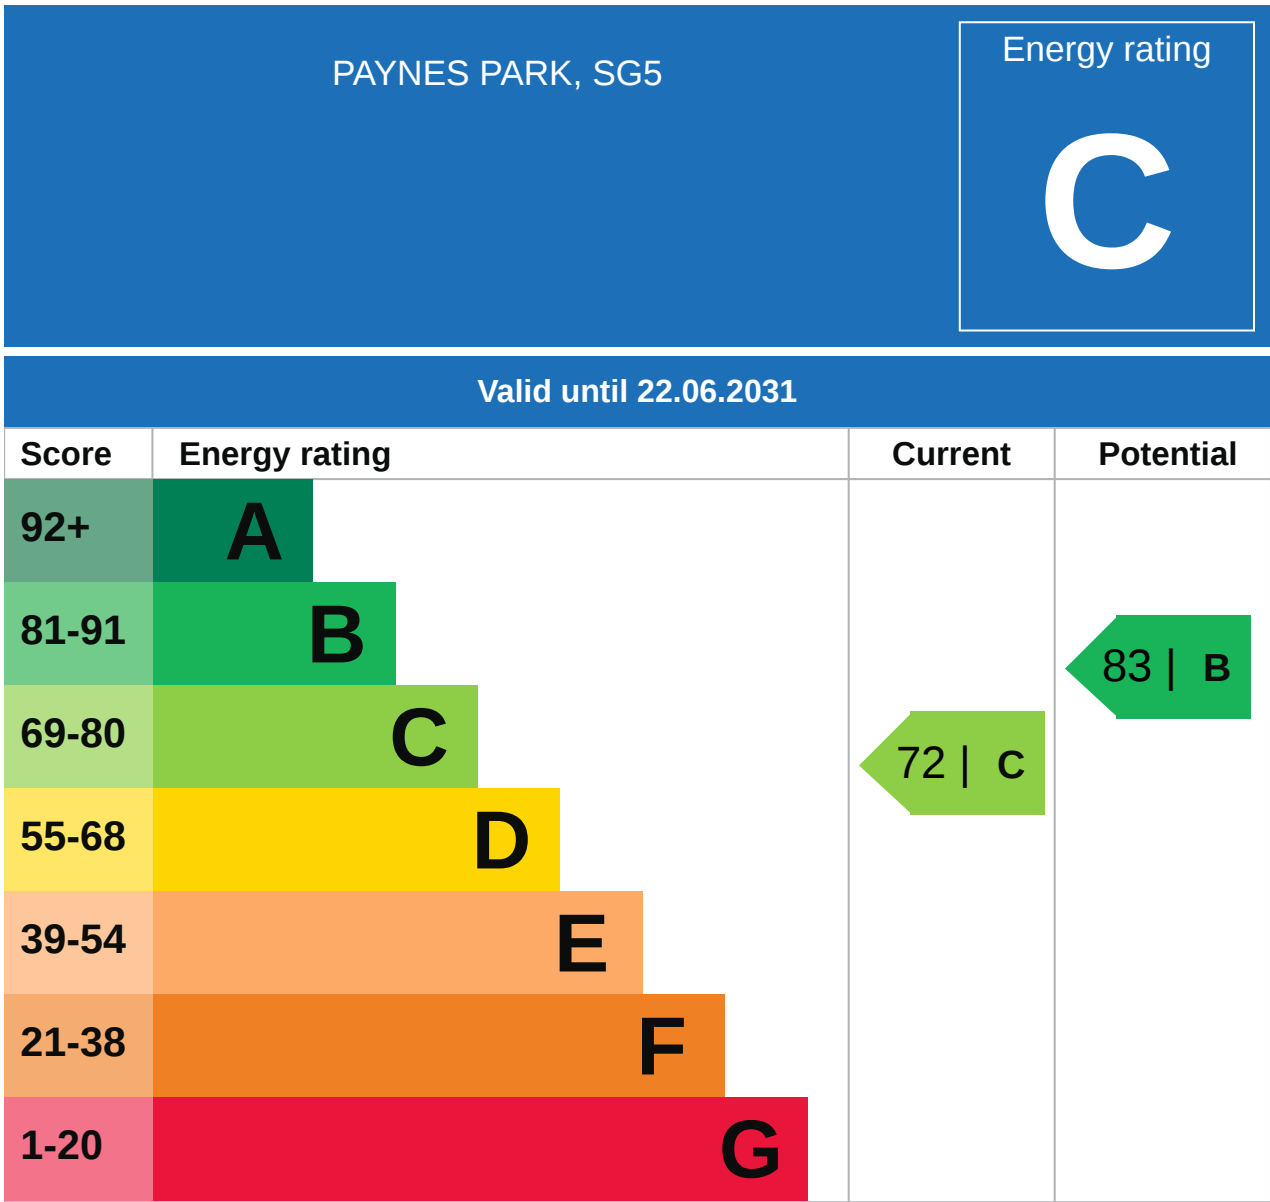 PAYNES PARK, SG5
Energy rating
C
Valid until 22.06.2031
Score Energy rating Current Potential
92+ A
81-91 B
83 | B
69-80 C
72 | C
55-68 D
39-54 E
21-38 F
1-20 G